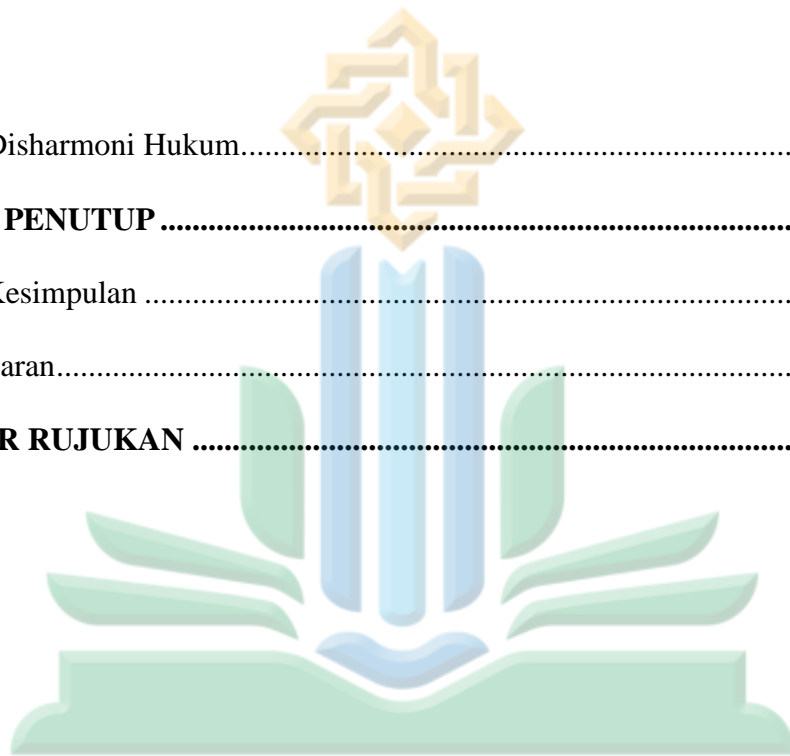 Disharmoni Hukum..................................................................
PENUTUP ..............................................................................
Kesimpulan ............................................................................
aran........................................................................................
R RUJUKAN .........................................................................